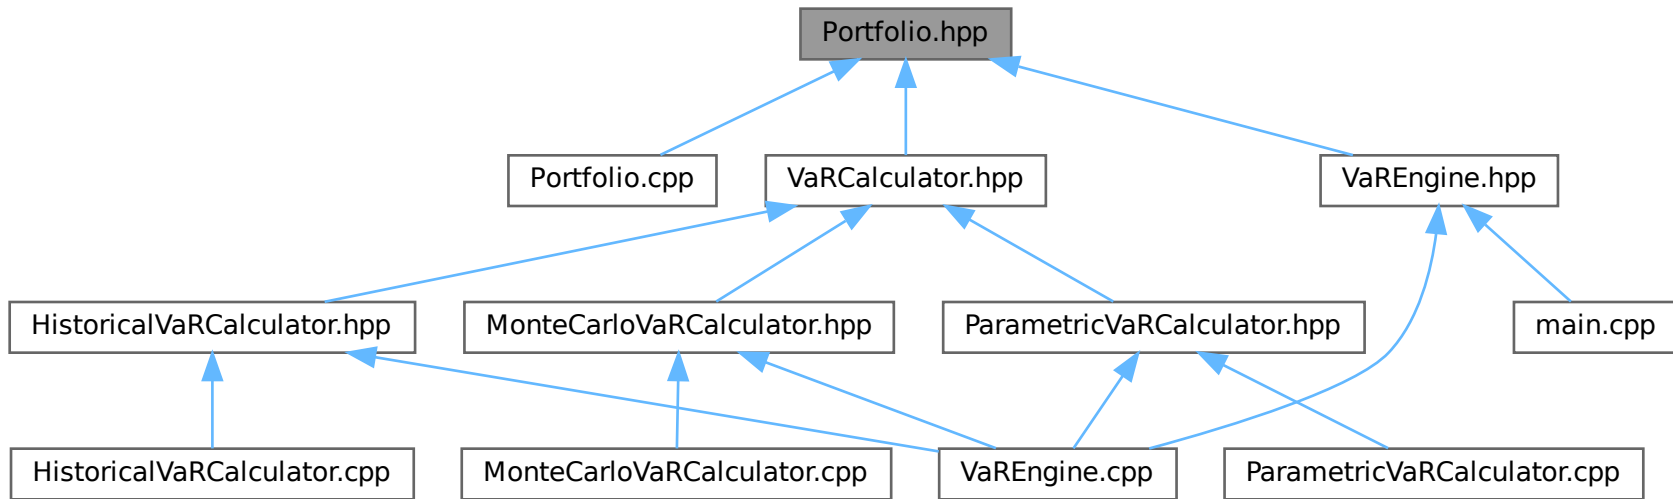 Portfolio.hpp
Portfolio.cpp
VaRCalculator.hpp
VaREngine.hpp
HistoricalVaRCalculator.hpp
MonteCarloVaRCalculator.hpp
ParametricVaRCalculator.hpp
main.cpp
HistoricalVaRCalculator.cpp
MonteCarloVaRCalculator.cpp
VaREngine.cpp
ParametricVaRCalculator.cpp